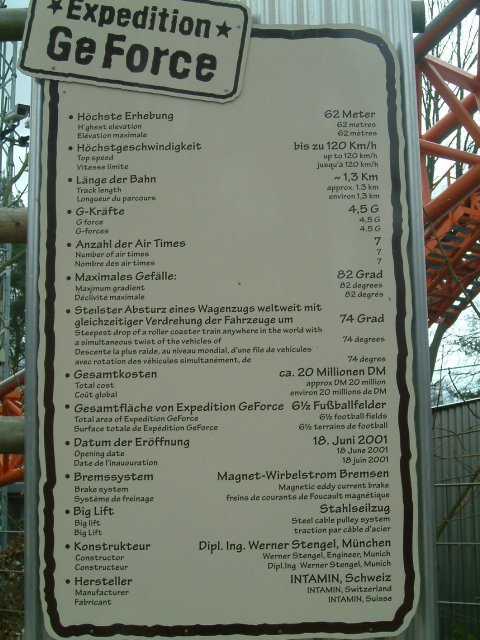 Expedition
GeForce
• Höchste Erhebung 62 Meter
H'ghest elevation 62 metres
Elévation maximale 62 mètres
• Höchstgeschwindigkeit bis zu 120 Km/h
Top speed up to 120 km/h
Vitesse limite jusqu'à 120 km/h
• Länge der Bahn ~ 1,3 Km
Track length approx. 1.3 km
Longueur du parcours environ 1,3 km
• G-Kräfte 4,5 G
G force 4.5 G
G-forces 4.5 G
• Anzahl der Air Times 7
Number of air times 7
Nombre des air times 7
• Maximales Gefälle: 82 Grad
Maximum gradient 82 degrees
Déclivité maximale 82 degrés
• Steilster Absturz eines Wagenzugs weltweit mit
gleichzeitiger Verdrehung der Fahrzeuge um 74 Grad
Steepest drop of a roller coaster train anywhere in the world with
a simultaneous twist of the vehicles of 74 degrees
Descente la plus raide, au niveau mondial, d'une file de vehicules
avec rotation des véhicules simultanément, de 74 degres
• Gesamtkosten ca. 20 Millionen DM
Total cost approx DM 20 million
Coût global environ 20 millions de DM
• Gesamtfläche von Expedition GeForce 6½ Fußballfelder
Total area of Expedition GeForce 6½ football fields
Surface totale de Expédition GeForce 6½ terrains de football
• Datum der Eröffnung 18. Juni 2001
Opening date 18 June 2001
Date de l'inauguration 18 juin 2001
• Bremssystem Magnet-Wirbelstrom Bremsen
Brake system Magnetic eddy current brake
Système de freinage freins de courants de Foucault magnétique
• Big Lift Stahlseilzug
Big lift Steel cable pulley system
Big Lift traction par câble d'acier
• Konstrukteur Dipl. Ing. Werner Stengel, München
Constructor Werner Stengel, Engineer, Munich
Constructeur Dipl.Ing. Werner Stengel, Munich
• Hersteller INTAMIN, Schweiz
Manufacturer INTAMIN, Switzerland
Fabricant INTAMIN, Suisse